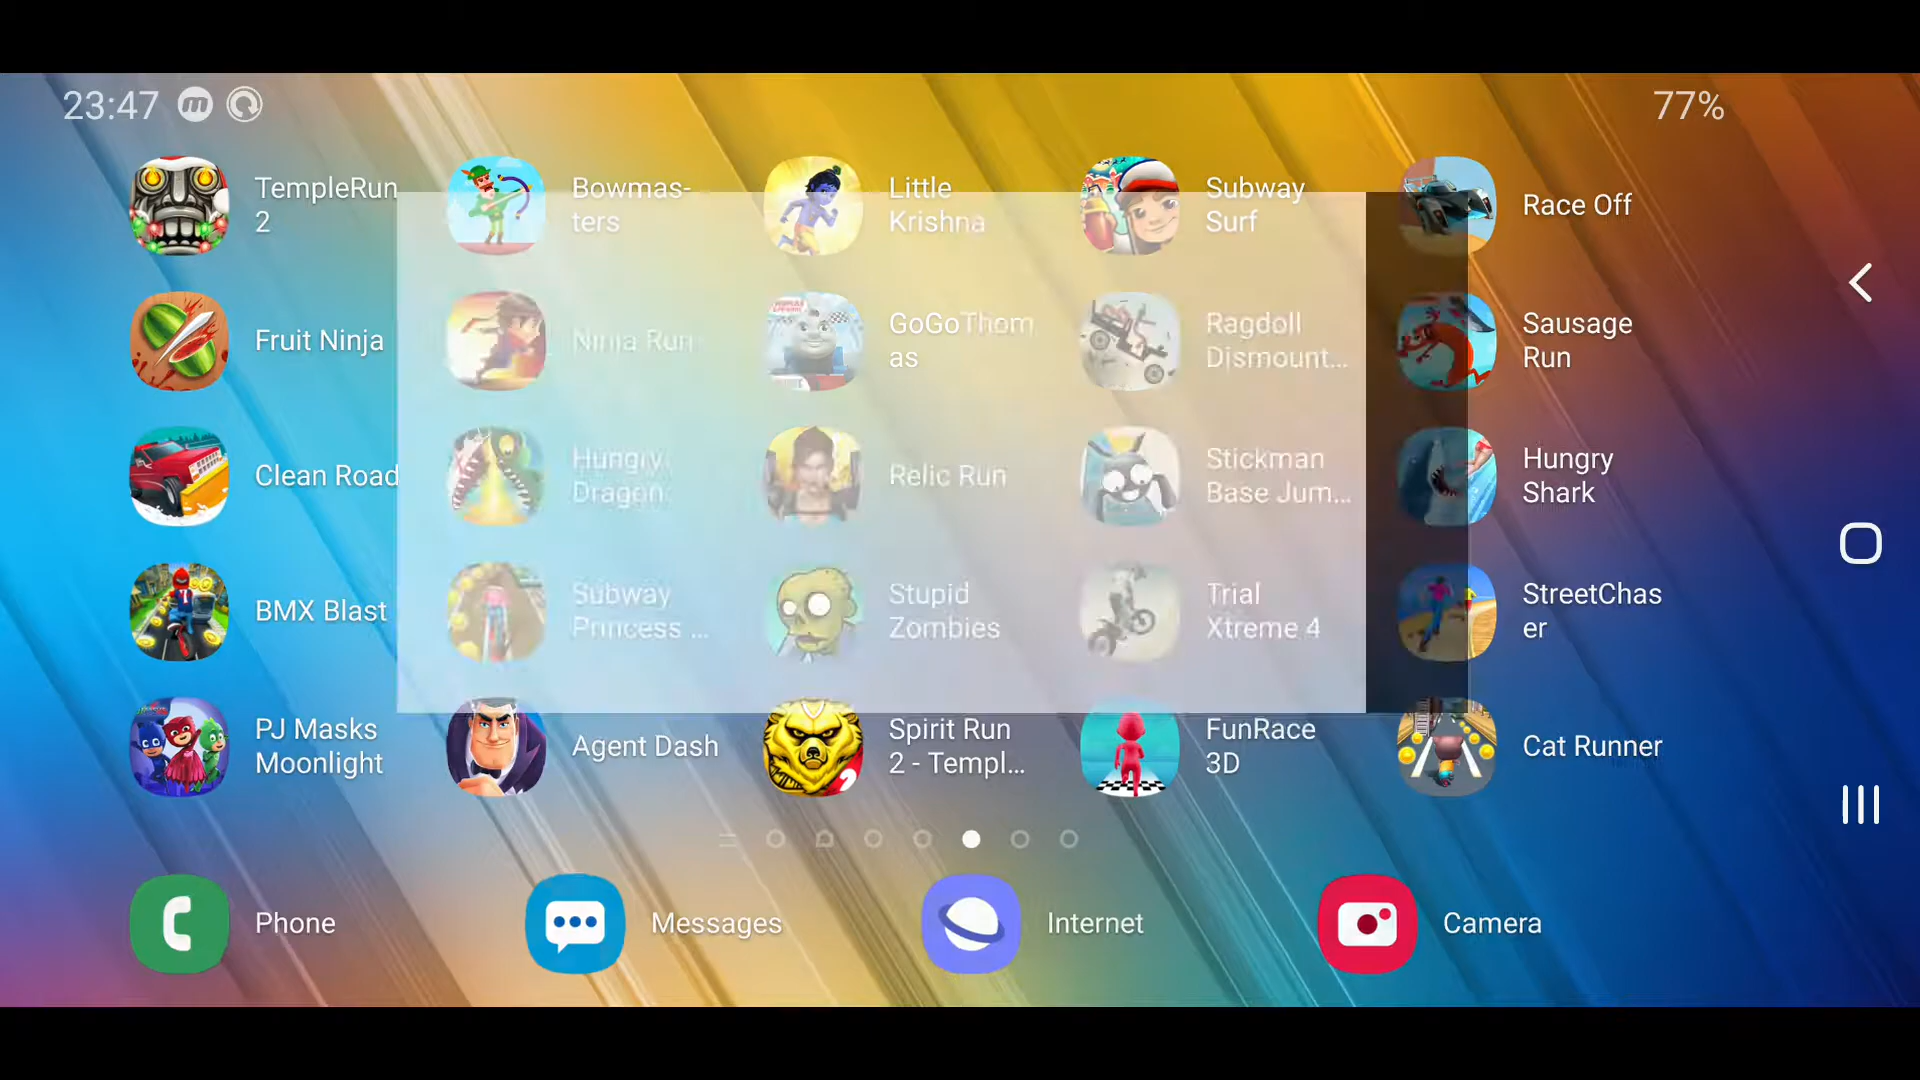 23:47
77%
TempleRun
2
Bowmas-
ters
Little
Krishna
Subway
Surf
Race Off
Fruit Ninja
Ninja Run
GoGoThom
as
Ragdoll
Dismount...
Sausage
Run
Clean Road
Hungry
Dragon
Relic Run
Stickman
Base Jum...
Hungry
Shark
BMX Blast
Subway
Princess ...
Stupid
Zombies
Trial
Xtreme 4
StreetChas
er
PJ Masks
Moonlight
Agent Dash
Spirit Run
2 - Templ...
FunRace
3D
Cat Runner
Phone
Messages
Internet
Camera